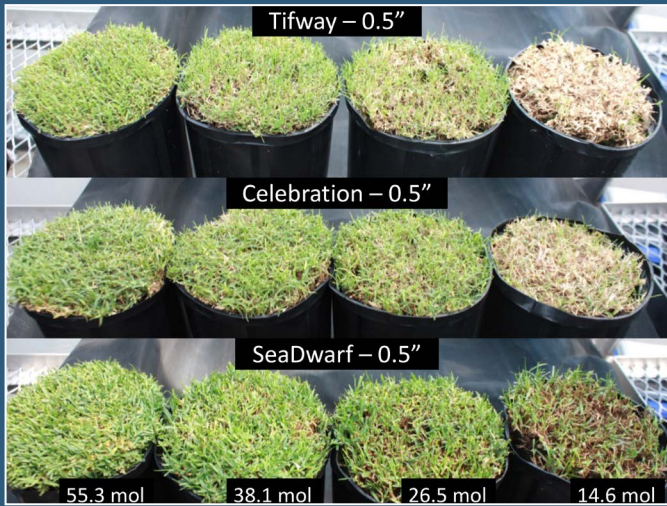 Tifway – 0.5”
Celebration – 0.5”
SeaDwarf – 0.5”
55.3 mol
38.1 mol
26.5 mol
14.6 mol